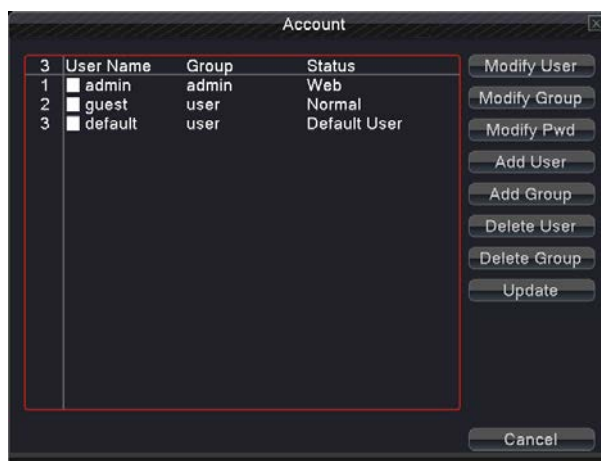 Account
3 User Name Group Status
1 admin admin Web
2 guest user Normal
3 default user Default User
Modify User
Modify Group
Modify Pwd
Add User
Add Group
Delete User
Delete Group
Update
Cancel